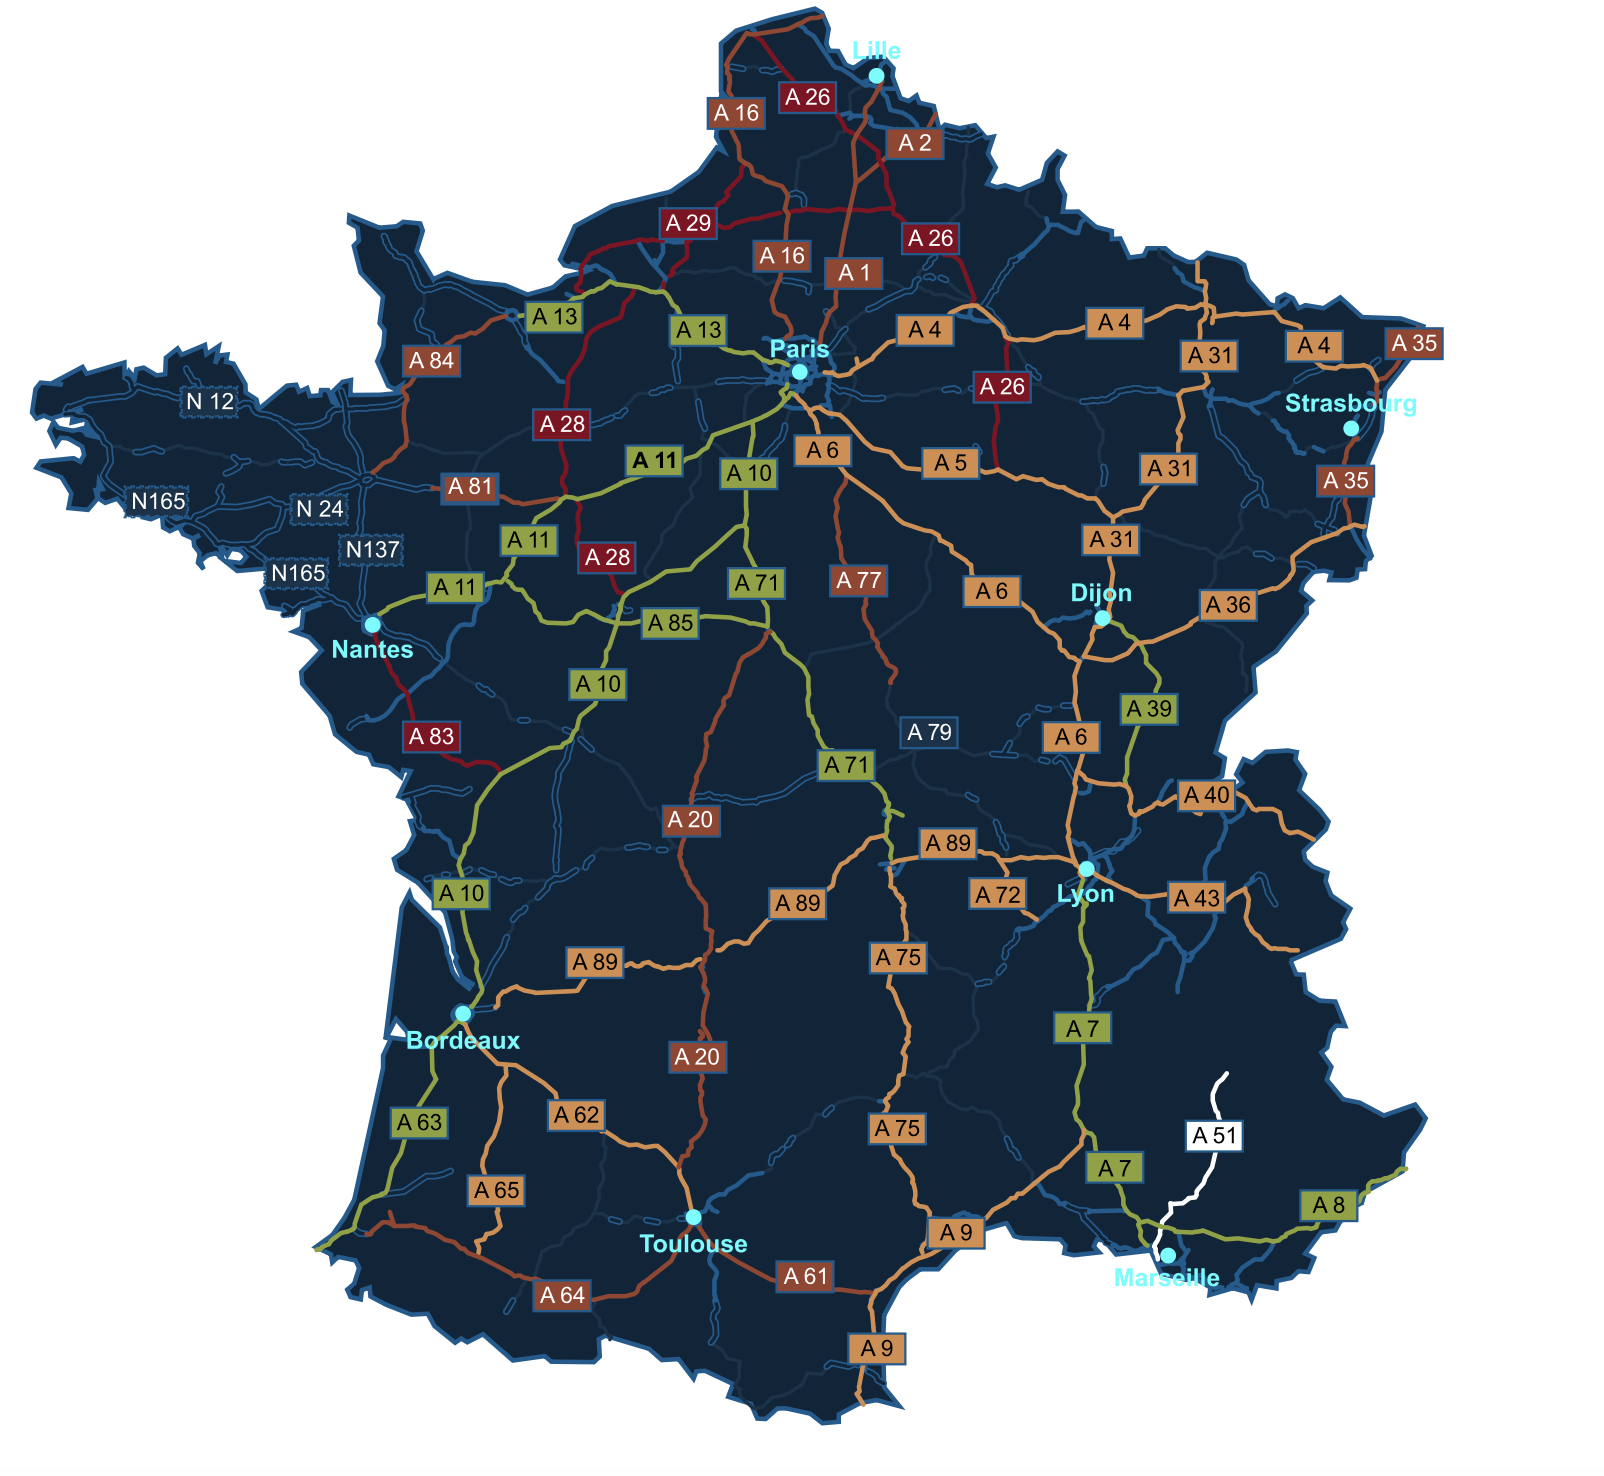 Lille
A 26
A 16
A 2
A 29
A 26
A 16
A 1
A 13
A 13
A 4
A 4
A 4
A 35
Paris
A 84
A 31
A 26
N 12
Strasbourg
A 28
A 11
A 6
A 5
A 10
A 31
A 35
A 81
N165
N 24
A 11
A 31
N137
A 28
N165
A 11
A 71
A 77
A 6
Dijon
A 36
A 85
Nantes
A 10
A 39
A 83
A 79
A 6
A 71
A 40
A 20
A 89
A 10
A 89
A 72
Lyon
A 43
A 89
A 75
Bordeaux
A 7
A 20
A 63
A 62
A 75
A 51
A 7
A 65
A 8
Toulouse
A 9
Marseille
A 64
A 61
A 9